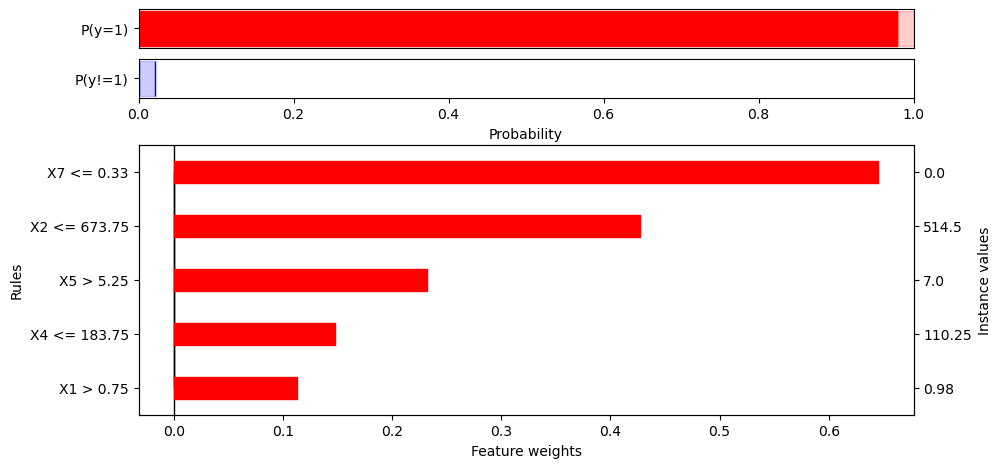 P(y=1)
P(y!=1)
0.0 0.2 0.4 0.6 0.8 1.0
Probability
X7 <= 0.33 0.0
X2 <= 673.75 514.5
X5 > 5.25 7.0
X4 <= 183.75 110.25
X1 > 0.75 0.98
Rules
Instance values
0.0 0.1 0.2 0.3 0.4 0.5 0.6
Feature weights